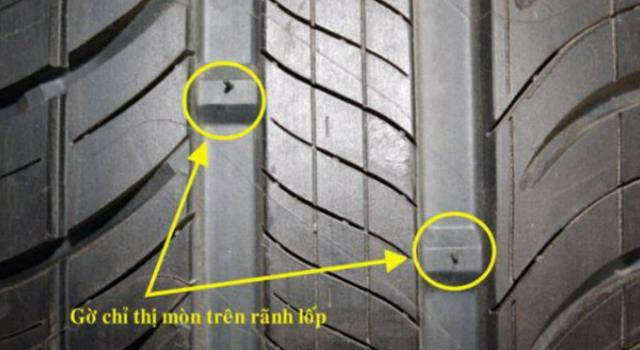 Gờ chỉ thị mòn trên rãnh lốp